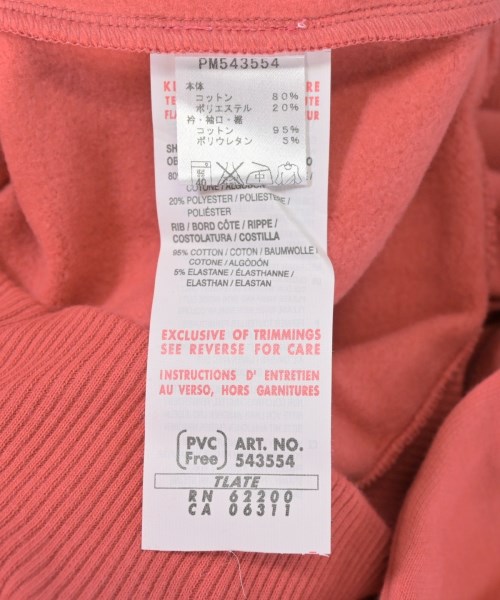 PM543554
本体
コットン 80%
ポリエステル 20%
衿・袖口・裾
コットン 95%
ポリウレタン 5%
40
中
COTONE / ALGODÓN
20% POLYESTER / POLIESTERE /
POLIÉSTER
RIB / BORD CÔTE / RIPPE /
COSTOLATURA / COSTILLA
95% COTTON / COTON / BAUMWOLLE /
COTONE / ALGODÓN
5% ELASTANE / ÉLASTHANNE /
ELASTHAN / ELASTAN
EXCLUSIVE OF TRIMMINGS
SEE REVERSE FOR CARE
INSTRUCTIONS D' ENTRETIEN
AU VERSO, HORS GARNITURES
PVC Free
ART. NO.
543554
TLATE
RN 62200
CA 06311